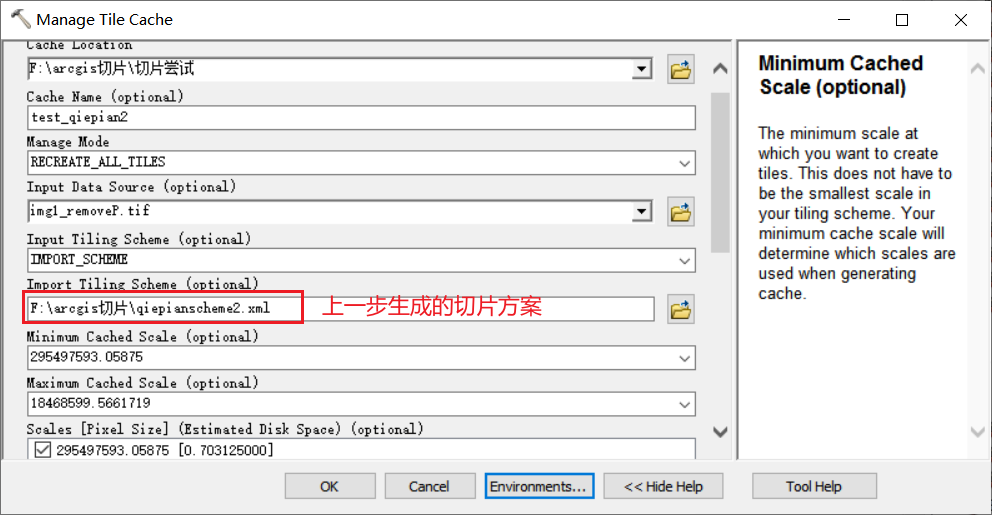 Manage Tile Cache
Cache Location
F:\arcgis切片\切片尝试
Cache Name (optional)
test_qiepian2
Manage Mode
RECREATE_ALL_TILES
Input Data Source (optional)
img1_removeP.tif
Input Tiling Scheme (optional)
IMPORT_SCHEME
Import Tiling Scheme (optional)
F:\arcgis切片\qiepianscheme2.xml
上一步生成的切片方案
Minimum Cached Scale (optional)
295497593.05875
Maximum Cached Scale (optional)
18468599.5661719
Scales [Pixel Size] (Estimated Disk Space) (optional)
295497593.05875 [0.703125000]
Minimum Cached
Scale (optional)
The minimum scale at
which you want to create
tiles. This does not have to
be the smallest scale in
your tiling scheme. Your
minimum cache scale will
determine which scales are
used when generating
cache.
OK
Cancel
Environments...
<< Hide Help
Tool Help